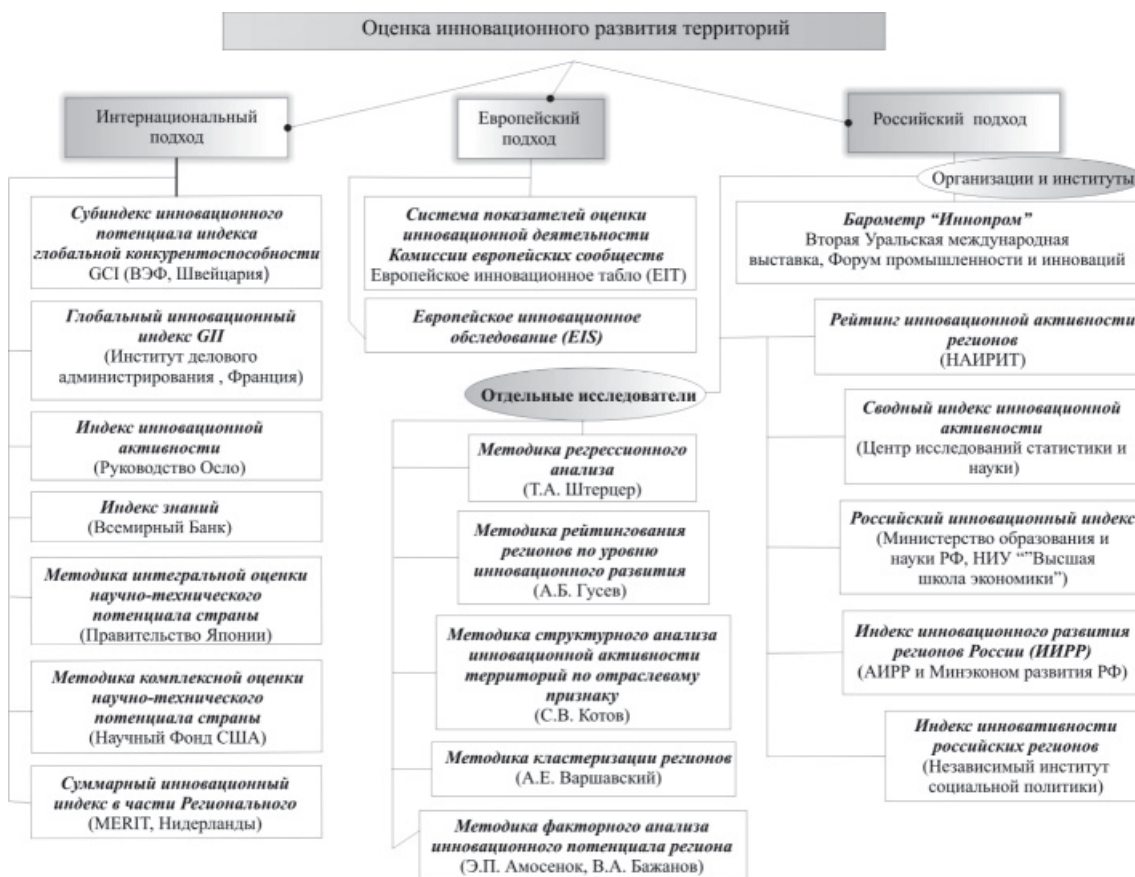 Оценка инновационного развития территорий
Интернациональный
подход
Субиндекс инновационного
потенциала индекса
глобальной конкурентоспособности
GCI (ВЭФ, Швейцария)
Глобальный инновационный
индекс GII
(Институт делового
администрирования , Франция)
Индекс инновационной
активности
(Руководство Осло)
Индекс знаний
(Всемирный Банк)
Методика интегральной оценки
научно-технического
потенциала страны
(Правительство Японии)
Методика комплексной оценки
научно-технического
потенциала страны
(Научный Фонд США)
Суммарный инновационный
индекс в части Регионального
(MERIT, Нидерланды)
Европейский
подход
Система показателей оценки
инновационной деятельности
Комиссии европейских сообществ
Европейское инновационное табло (EIT)
Европейское инновационное
обследование (EIS)
Российский подход
Отдельные исследователи
Методика регрессионного
анализа
(Т.А. Штерцер)
Методика рейтингования
регионов по уровню
инновационного развития
(А.Б. Гусев)
Методика структурного анализа
инновационной активности
территорий по отраслевому
признаку
(С.В. Котов)
Методика кластеризации регионов
(А.Е. Варшавский)
Методика факторного анализа
инновационного потенциала региона
(Э.П. Амосенок, В.А. Бажанов)
Организации и институты
Барометр “Иннопром”
Вторая Уральская международная
выставка, Форум промышленности и инноваций
Рейтинг инновационной активности
регионов
(НАИРИТ)
Сводный индекс инновационной
активности
(Центр исследований статистики и
науки)
Российский инновационный индекс
(Министерство образования и
науки РФ, НИУ “”Высшая
школа экономики”)
Индекс инновационного развития
регионов России (ИИРР)
(АИРР и Минэконом развития РФ)
Индекс инновативности
российских регионов
(Независимый институт
социальной политики)